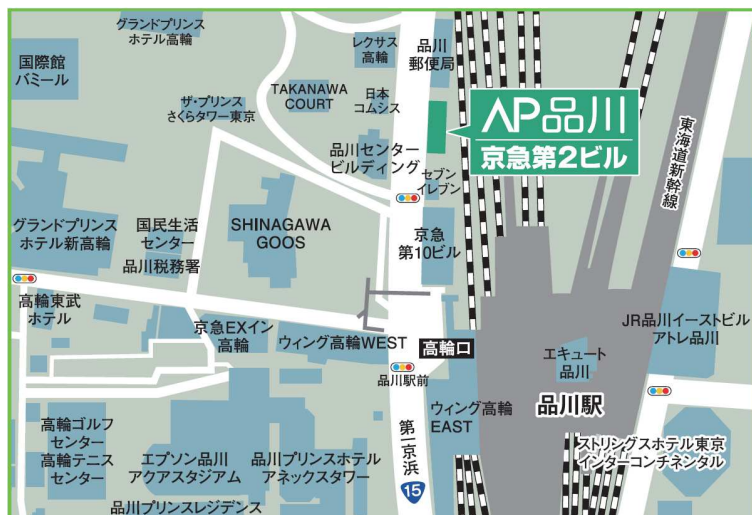 グランドプリンス
ホテル高輪
国際館
パミール
レクサス
高輪
品川
郵便局
TAKANAWA
COURT
日本
コムシス
ザ・プリンス
さくらタワー東京
AP品川
京急第2ビル
品川センター
ビルディング
セブン
イレブン
東海道新幹線
グランドプリンス
ホテル新高輪
国民生活
センター
品川税務署
SHINAGAWA
GOOS
京急
第10ビル
高輪東武
ホテル
京急EXイン
高輪
ウィング高輪WEST
高輪口
エキュート
品川
JR品川イーストビル
アトレ品川
品川駅前
ウィング高輪
EAST
品川駅
高輪ゴルフ
センター
高輪テニス
センター
エプソン品川
アクアスタジアム
品川プリンスホテル
アネックスタワー
第一京浜
15
ストリングスホテル東京
インターコンチネンタル
品川プリンスレジデンス